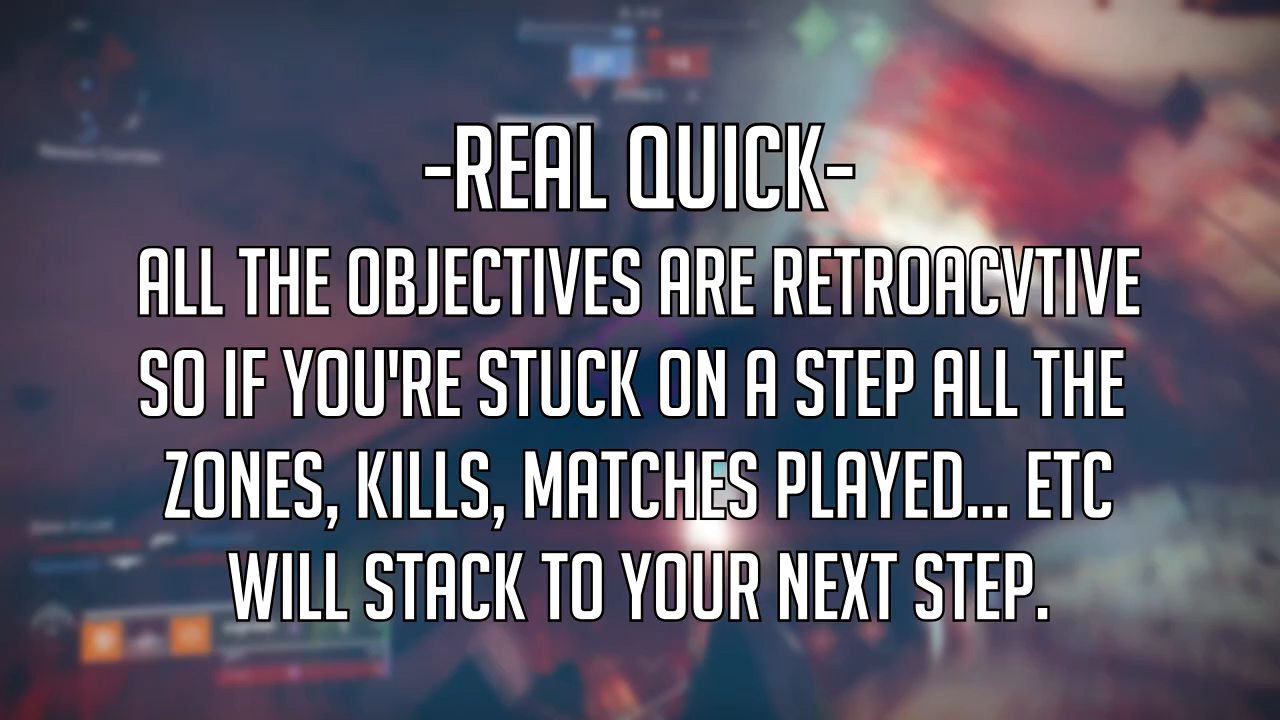 -REAL QUICK-
ALL THE OBJECTIVES ARE RETROACVTIVE
SO IF YOU'RE STUCK ON A STEP ALL THE
ZONES, KILLS, MATCHES PLAYED... ETC
WILL STACK TO YOUR NEXT STEP.